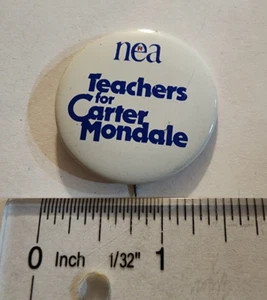 nea
Teachers
for
Carter
Mondale
0 Inch 1/32" 1